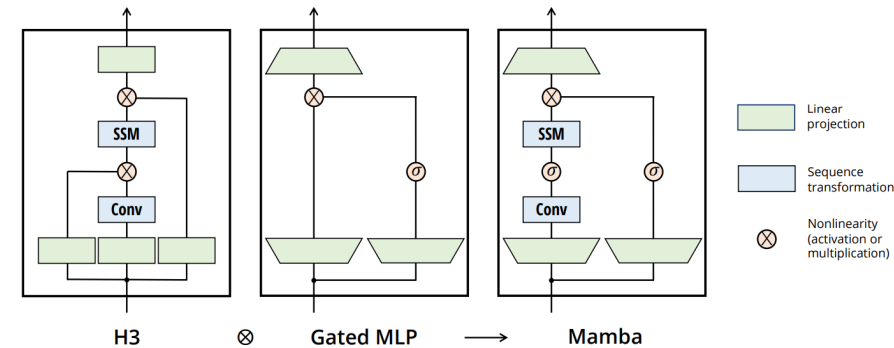 SSM
Conv
σ
SSM
σ
Conv
σ
Linear
projection
Sequence
transformation
Nonlinearity
(activation or
multiplication)
H3 ⊗ Gated MLP → Mamba